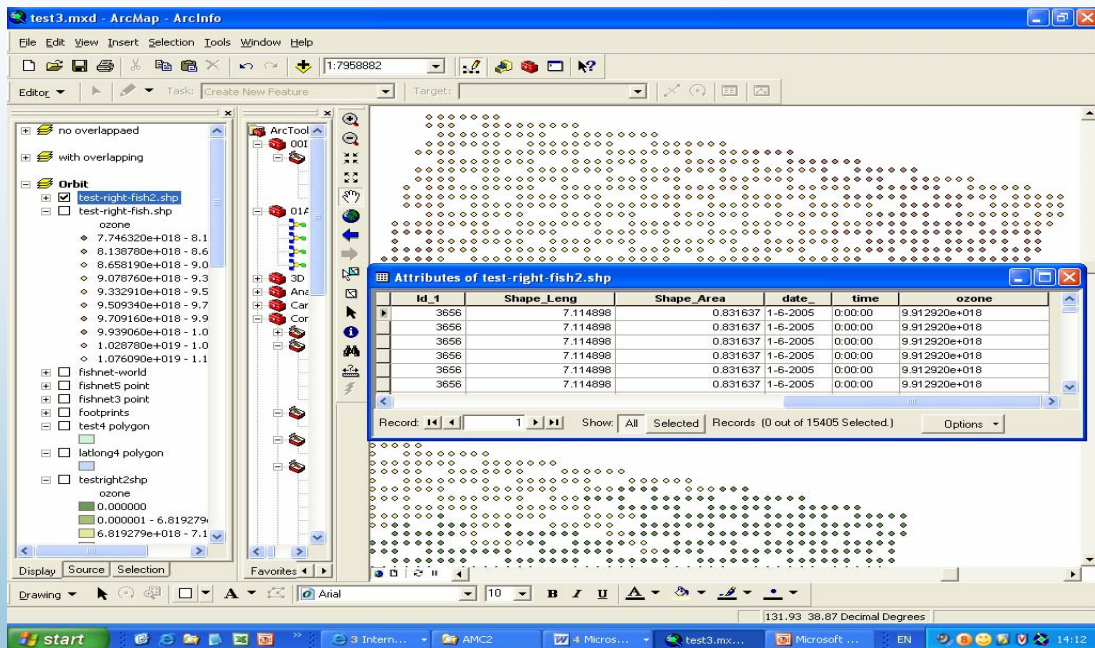 test3.mxd - ArcMap - ArcInfo
File Edit View Insert Selection Tools Window Help
1:7958882
Editor Task: Create New Feature Target:
no overlappaed
with overlapping
Orbit
test-right-fish2.shp
test-right-fish.shp
ozone
7.746320e+018 - 8.1
8.138780e+018 - 8.6
8.658190e+018 - 9.0
9.078760e+018 - 9.3
9.332910e+018 - 9.5
9.509340e+018 - 9.7
9.709160e+018 - 9.9
9.939060e+018 - 1.0
1.028780e+019 - 1.0
1.076090e+019 - 1.1
fishnet-world
fishnet5 point
fishnet3 point
footprints
test4 polygon
latlong4 polygon
testright2shp
ozone
0.000000
0.000001 - 6.819279
6.819279e+018 - 7.1
Display Source Selection
ArcTool
00I
01A
3D
Ana
Car
Cor
Favorites
Attributes of test-right-fish2.shp
Id_1 Shape_Leng Shape_Area date_ time ozone
3656 7.114898 0.831637 1-6-2005 0:00:00 9.912920e+018
3656 7.114898 0.831637 1-6-2005 0:00:00 9.912920e+018
3656 7.114898 0.831637 1-6-2005 0:00:00 9.912920e+018
3656 7.114898 0.831637 1-6-2005 0:00:00 9.912920e+018
3656 7.114898 0.831637 1-6-2005 0:00:00 9.912920e+018
3656 7.114898 0.831637 1-6-2005 0:00:00 9.912920e+018
Record: 1 Show: All Selected Records (0 out of 15405 Selected.) Options
Drawing A Arial 10 B I U A
131.93 38.87 Decimal Degrees
start 3 Intern... AMC2 4 Micros... test3.mx... Microsoft ... EN 14:12